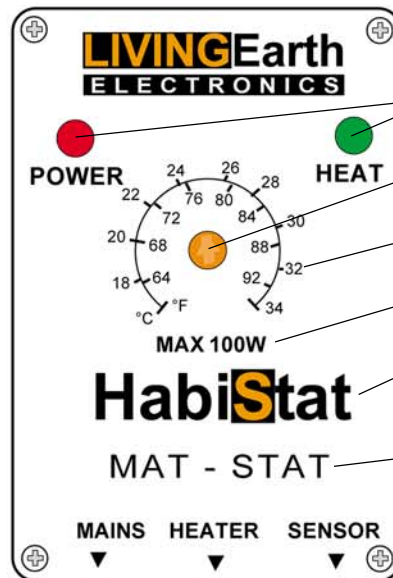 LIVINGEarth
ELECTRONICS
POWER HEAT
18 20 22 24 26 28 30 32 34
64 68 72 76 80 84 88 92
°C °F
MAX 100W
HabiStat
MAT - STAT
MAINS HEATER SENSOR